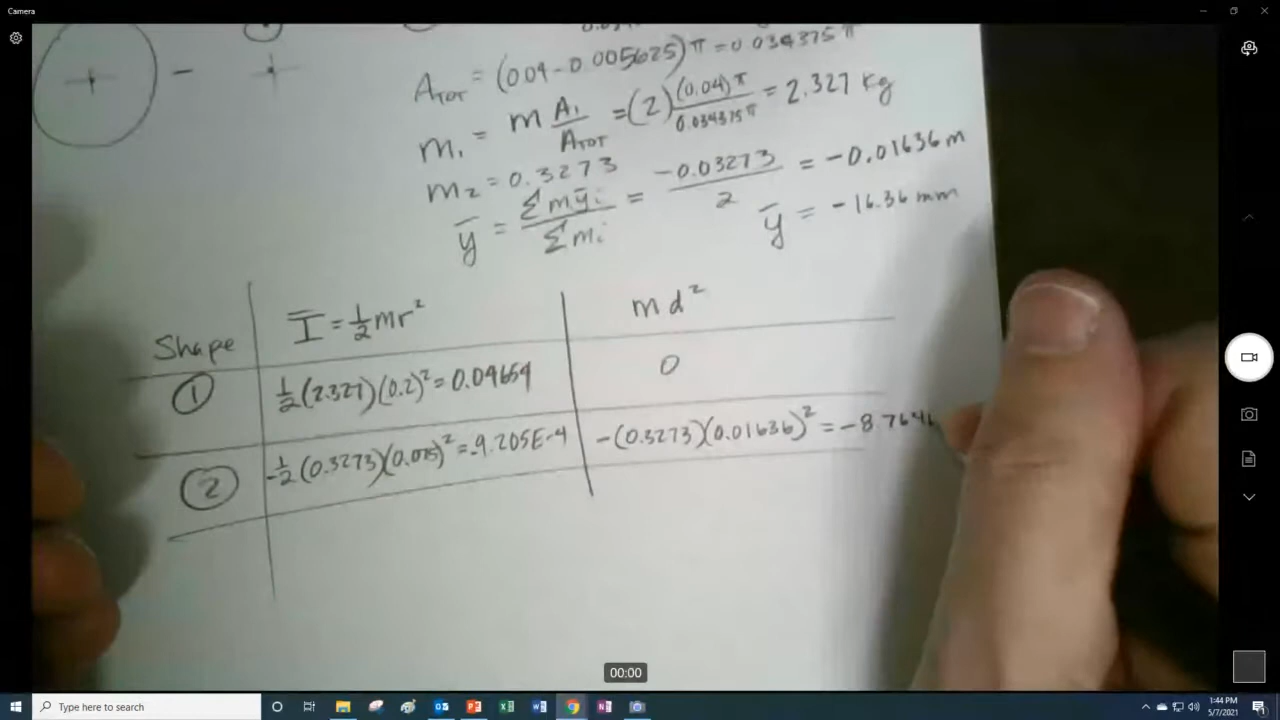 Camera
A_TOT = (0.04 - 0.005625)π = 0.034375π
m₁ = m A₁/A_TOT = (2) (0.04)π/0.034375π = 2.327 kg
m₂ = 0.3273
ȳ = Σmȳᵢ/Σmᵢ = -0.03273/2 = -0.01636 m
ȳ = -16.36 mm
Shape Ī = ½mr² md²
① ½(2.327)(0.2)² = 0.04654 0
② -½(0.3273)(0.075)² = -9.205E-4 -(0.3273)(0.01636)² = -8.764
00:00
Type here to search
1:44 PM
5/7/2021